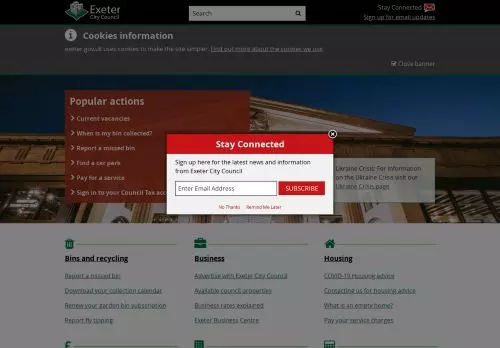 Exeter
City Council
Search
Stay Connected
Sign up for email updates
Cookies information
exeter.gov.uk uses cookies to make the site simpler. Find out more about the cookies we use.
Close banner
Popular actions
Current vacancies
When is my bin collected?
Report a missed bin
Find a car park
Pay for a service
Sign in to your Council Tax acco
Stay Connected
Sign up here for the latest news and information
from Exeter City Council
Enter Email Address
SUBSCRIBE
No Thanks
Remind Me Later
Ukraine Crisis: For information
on the Ukraine Crisis visit our
Ukraine Crisis page
Bins and recycling
Report a missed bin
Download your collection calendar
Renew your garden bin subscription
Report fly tipping
Business
Advertise with Exeter City Council
Available council properties
Business rates explained
Exeter Business Centre
Housing
COVID-19 Housing advice
Contacting us for housing advice
What is an empty home?
Pay your service charges